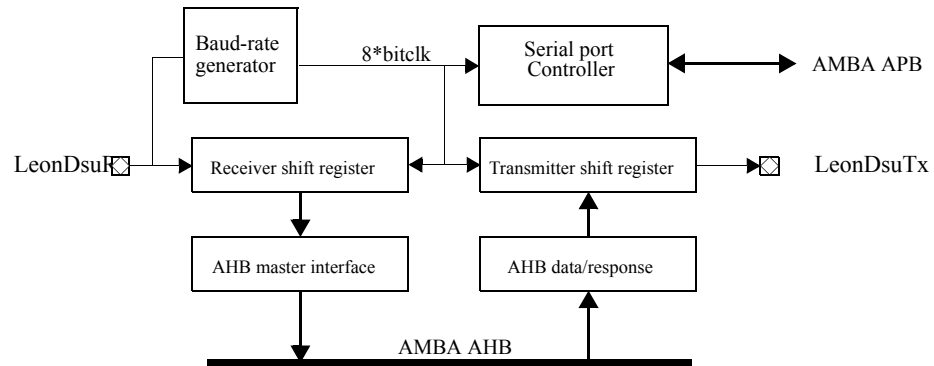 Baud-rate
generator
8*bitclk
Serial port
Controller
AMBA APB
LeonDsuR
Receiver shift register
Transmitter shift register
LeonDsuTx
AHB master interface
AHB data/response
AMBA AHB